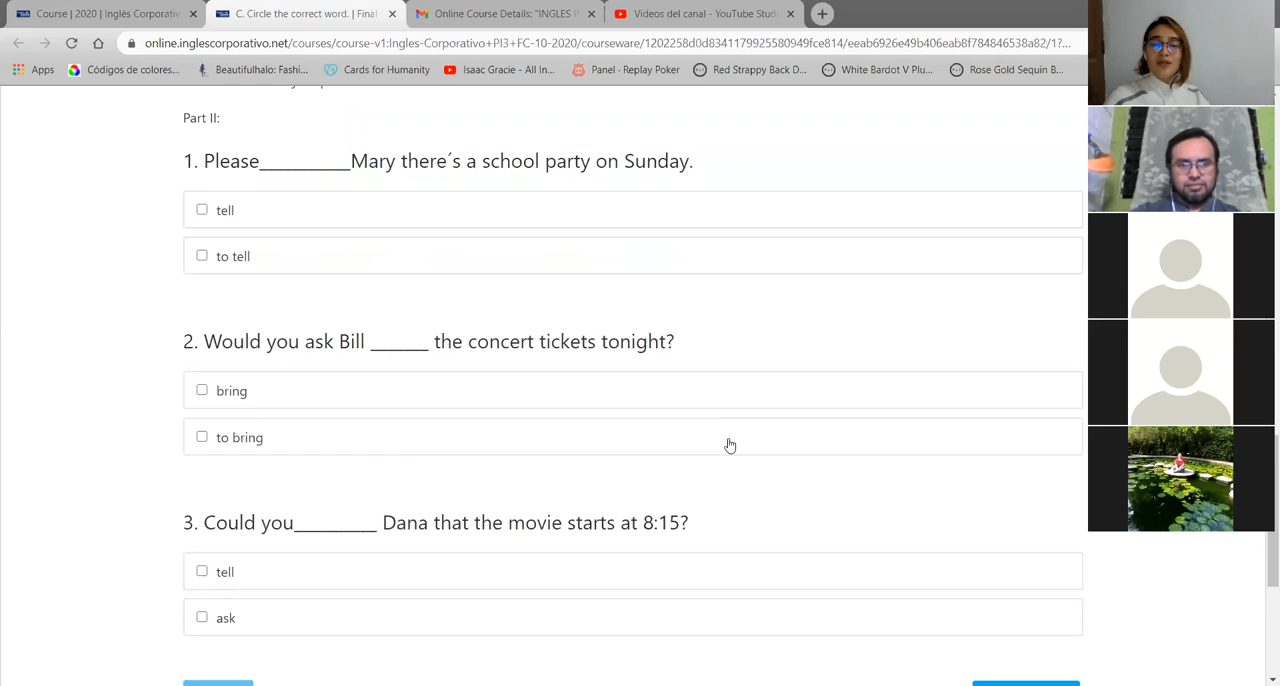 Course | 2020 | Inglés Corporativ
C. Circle the correct word. | Final
Online Course Details: "INGLES P
Videos del canal - YouTube Stud
online.inglescorporativo.net/courses/course-v1:Ingles-Corporativo+PI3+FC-10-2020/courseware/1202258d0d8341179925580949fce814/eeab6926e49b406eab8f784846538a82/1?...
Apps
Códigos de colores...
Beautifulhalo: Fashi...
Cards for Humanity
Isaac Gracie - All In...
Panel · Replay Poker
Red Strappy Back D...
White Bardot V Plu...
Rose Gold Sequin B...
Part II:
1. Please__________Mary there´s a school party on Sunday.
tell
to tell
2. Would you ask Bill ______ the concert tickets tonight?
bring
to bring
3. Could you_________ Dana that the movie starts at 8:15?
tell
ask